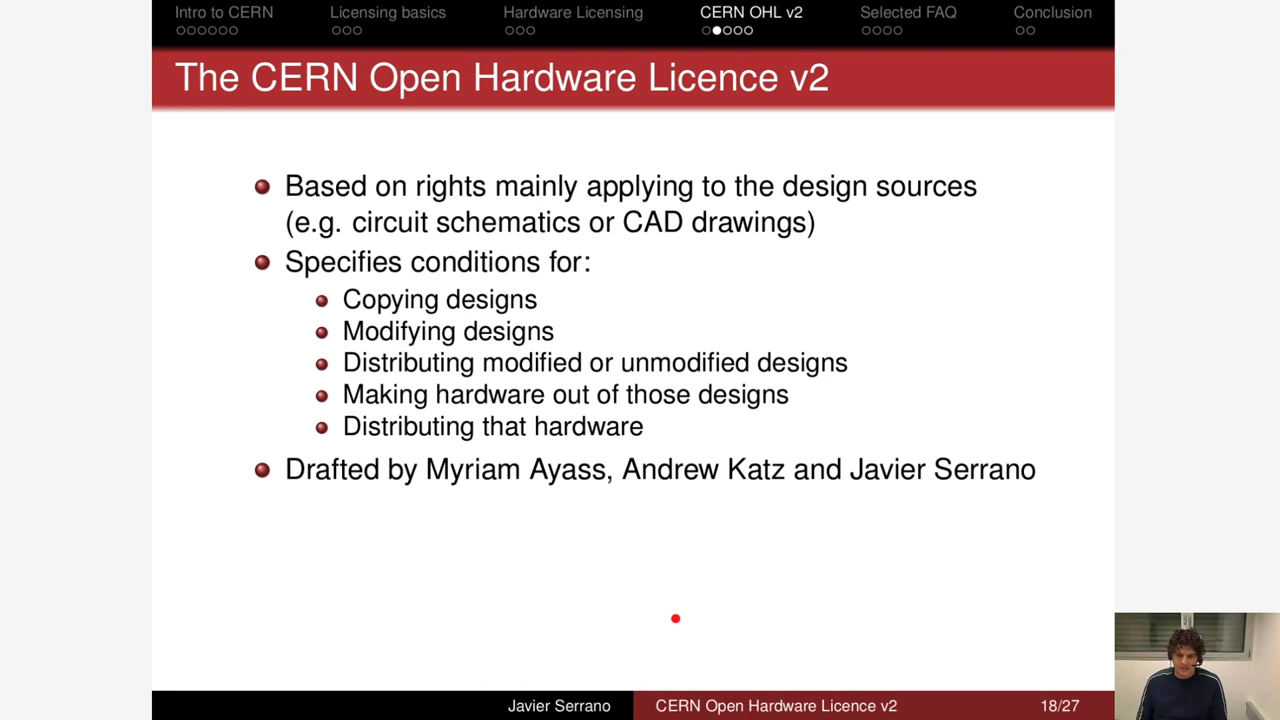 Intro to CERN Licensing basics Hardware Licensing CERN OHL v2 Selected FAQ Conclusion
The CERN Open Hardware Licence v2
Based on rights mainly applying to the design sources
(e.g. circuit schematics or CAD drawings)
Specifies conditions for:
Copying designs
Modifying designs
Distributing modified or unmodified designs
Making hardware out of those designs
Distributing that hardware
Drafted by Myriam Ayass, Andrew Katz and Javier Serrano
Javier Serrano CERN Open Hardware Licence v2 18/27